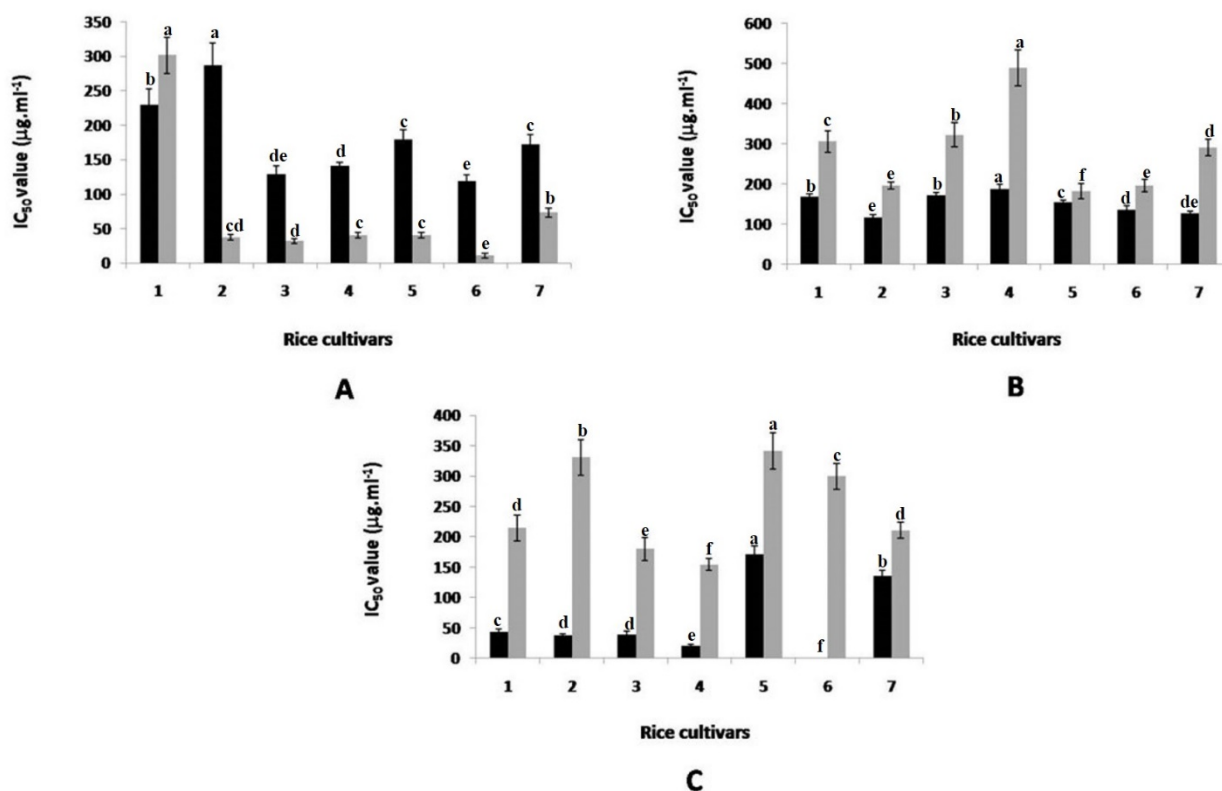 350
300
250
200
150
100
50
0
IC50 value (µg.ml-1)
b a
a cd
de d
d c
c c
e e
c b
1 2 3 4 5 6 7
Rice cultivars
A
600
500
400
300
200
100
0
IC50 value (µg.ml-1)
b c
e e
b b
a a
c f
d e
de d
1 2 3 4 5 6 7
Rice cultivars
B
400
350
300
250
200
150
100
50
0
IC50 value (µg.ml-1)
c d
d b
d e
e f
a a
f c
b d
1 2 3 4 5 6 7
Rice cultivars
C